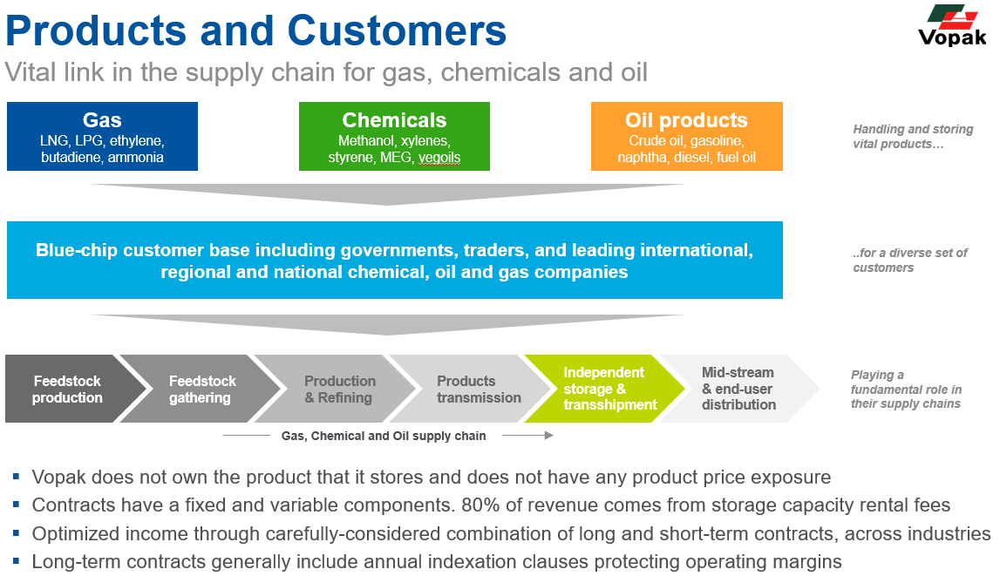 Products and Customers
Vopak
Vital link in the supply chain for gas, chemicals and oil
Gas
LNG, LPG, ethylene,
butadiene, ammonia
Chemicals
Methanol, xylenes,
styrene, MEG, vegoils
Oil products
Crude oil, gasoline,
naphtha, diesel, fuel oil
Handling and storing
vital products…
Blue-chip customer base including governments, traders, and leading international,
regional and national chemical, oil and gas companies
..for a diverse set of
customers
Feedstock
production
Feedstock
gathering
Production
& Refining
Products
transmission
Independent
storage &
transshipment
Mid-stream
& end-user
distribution
Playing a
fundamental role in
their supply chains
Gas, Chemical and Oil supply chain
▪ Vopak does not own the product that it stores and does not have any product price exposure
▪ Contracts have a fixed and variable components. 80% of revenue comes from storage capacity rental fees
▪ Optimized income through carefully-considered combination of long and short-term contracts, across industries
▪ Long-term contracts generally include annual indexation clauses protecting operating margins